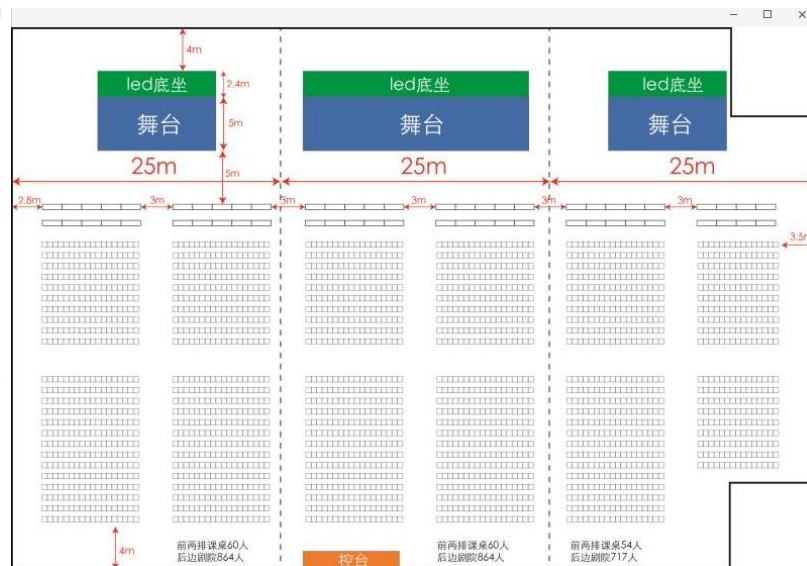 4m
led底坐
led底坐
led底坐
2.4m
舞台
舞台
舞台
5m
25m
25m
25m
5m
2.8m
3m
3m
3m
3m
3m
3.5m
前两排课桌60人
后边剧院864人
前两排课桌60人
后边剧院864人
前两排课桌54人
后边剧院717人
4m
控台